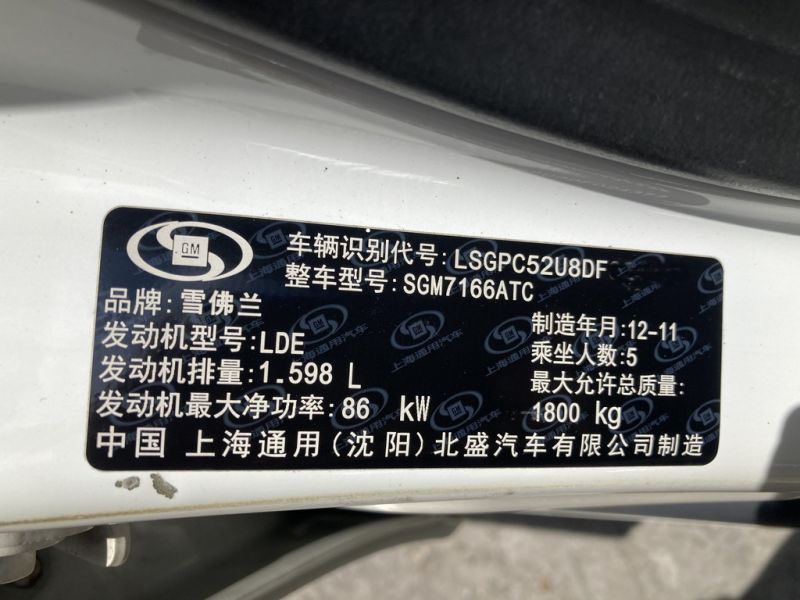 GM
车辆识别代号: LSGPC52U8DF
整车型号: SGM7166ATC
品牌: 雪佛兰
制造年月:12-11
发动机型号:LDE
乘坐人数:5
发动机排量:1.598 L
最大允许总质量:
发动机最大净功率:86 kW
1800 kg
中国 上海通用(沈阳)北盛汽车有限公司制造